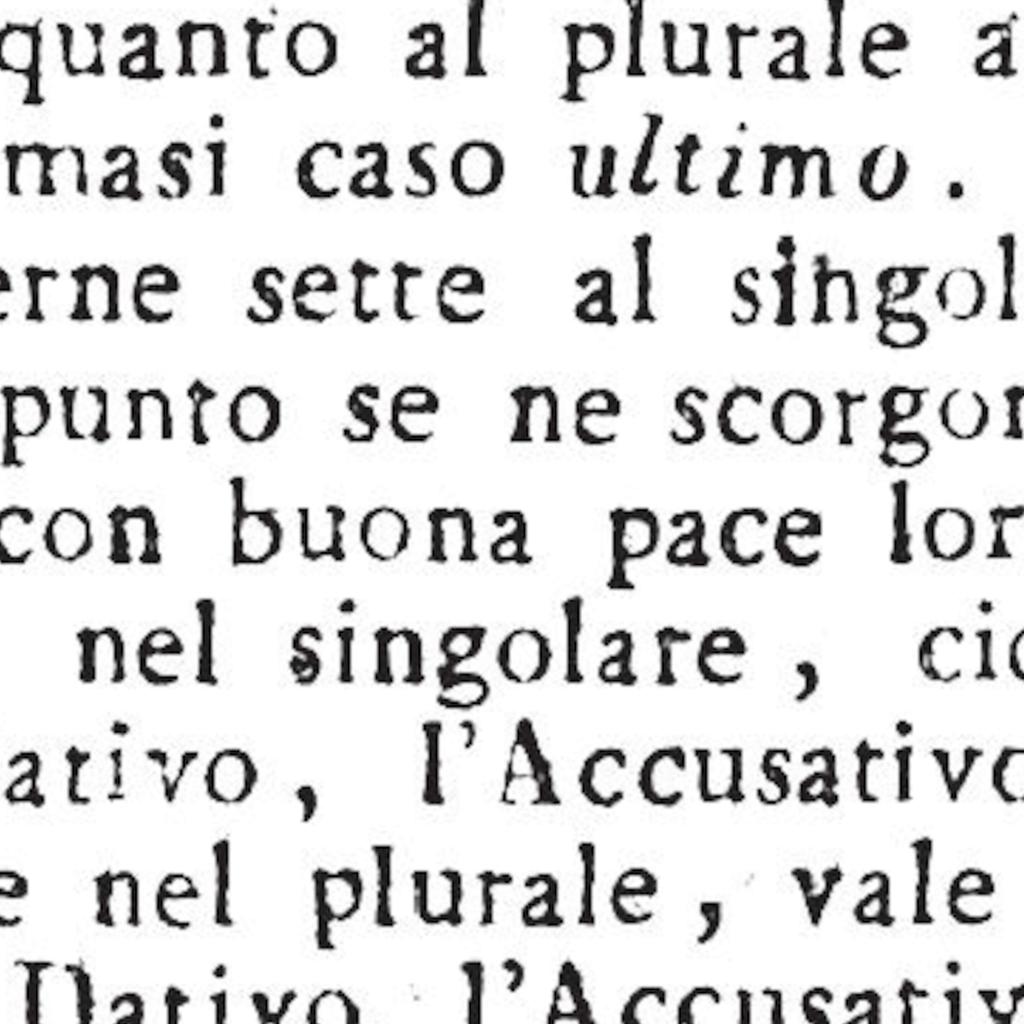 quanto al plurale a
masi caso ultimo .
erne sette al singol
punto se ne scorgon
con buona pace lor
nel singolare , cio
ativo , l'Accusativo
e nel plurale , vale
Dativo l'Accusativ